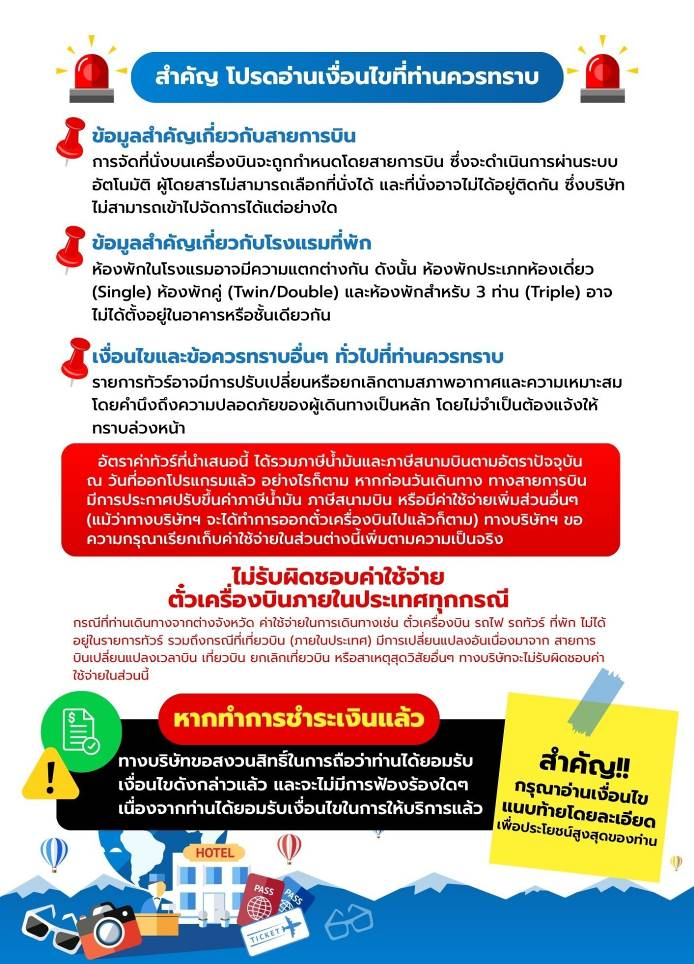 สำคัญ โปรดอ่านเงื่อนไขที่ท่านควรทราบ
ข้อมูลสำคัญเกี่ยวกับสายการบิน
การจัดที่นั่งบนเครื่องบินจะถูกกำหนดโดยสายการบิน ซึ่งจะดำเนินการผ่านระบบ
อัตโนมัติ ผู้โดยสารไม่สามารถเลือกที่นั่งได้ และที่นั่งอาจไม่ได้อยู่ติดกัน ซึ่งบริษัท
ไม่สามารถเข้าไปจัดการได้แต่อย่างใด
ข้อมูลสำคัญเกี่ยวกับโรงแรมที่พัก
ห้องพักในโรงแรมอาจมีความแตกต่างกัน ดังนั้น ห้องพักประเภทห้องเดี่ยว
(Single) ห้องพักคู่ (Twin/Double) และห้องพักสำหรับ 3 ท่าน (Triple) อาจ
ไม่ได้ตั้งอยู่ในอาคารหรือชั้นเดียวกัน
เงื่อนไขและข้อควรทราบอื่นๆ ทั่วไปที่ท่านควรทราบ
รายการทัวร์อาจมีการปรับเปลี่ยนหรือยกเลิกตามสภาพอากาศและความเหมาะสม
โดยคำนึงถึงความปลอดภัยของผู้เดินทางเป็นหลัก โดยไม่จำเป็นต้องแจ้งให้
ทราบล่วงหน้า
อัตราค่าทัวร์ที่นำเสนอนี้ ได้รวมภาษีน้ำมันและภาษีสนามบินตามอัตราปัจจุบัน
ณ วันที่ออกโปรแกรมแล้ว อย่างไรก็ตาม หากก่อนวันเดินทาง ทางสายการบิน
มีการประกาศปรับขึ้นค่าภาษีน้ำมัน ภาษีสนามบิน หรือมีค่าใช้จ่ายเพิ่มส่วนอื่นๆ
(แม้ว่าทางบริษัทฯ จะได้ทำการออกตั๋วเครื่องบินไปแล้วก็ตาม) ทางบริษัทฯ ขอ
ความกรุณาเรียกเก็บค่าใช้จ่ายในส่วนต่างนี้เพิ่มตามความเป็นจริง
ไม่รับผิดชอบค่าใช้จ่าย
ตั๋วเครื่องบินภายในประเทศทุกกรณี
กรณีที่ท่านเดินทางจากต่างจังหวัด ค่าใช้จ่ายในการเดินทางเช่น ตั๋วเครื่องบิน รถไฟ รถทัวร์ ที่พัก ไม่ได้
อยู่ในรายการทัวร์ รวมถึงกรณีที่เที่ยวบิน (ภายในประเทศ) มีการเปลี่ยนแปลงอันเนื่องมาจาก สายการ
บินเปลี่ยนแปลงเวลาบิน เที่ยวบิน ยกเลิกเที่ยวบิน หรือสาเหตุสุดวิสัยอื่นๆ ทางบริษัทจะไม่รับผิดชอบค่า
ใช้จ่ายในส่วนนี้
หากทำการชำระเงินแล้ว
ทางบริษัทขอสงวนสิทธิ์ในการถือว่าท่านได้ยอมรับ
เงื่อนไขดังกล่าวแล้ว และจะไม่มีการฟ้องร้องใดๆ
เนื่องจากท่านได้ยอมรับเงื่อนไขในการให้บริการแล้ว
สำคัญ!!
กรุณาอ่านเงื่อนไข
แนบท้ายโดยละเอียด
เพื่อประโยชน์สูงสุดของท่าน
HOTEL
PASS
PASS
TICKET